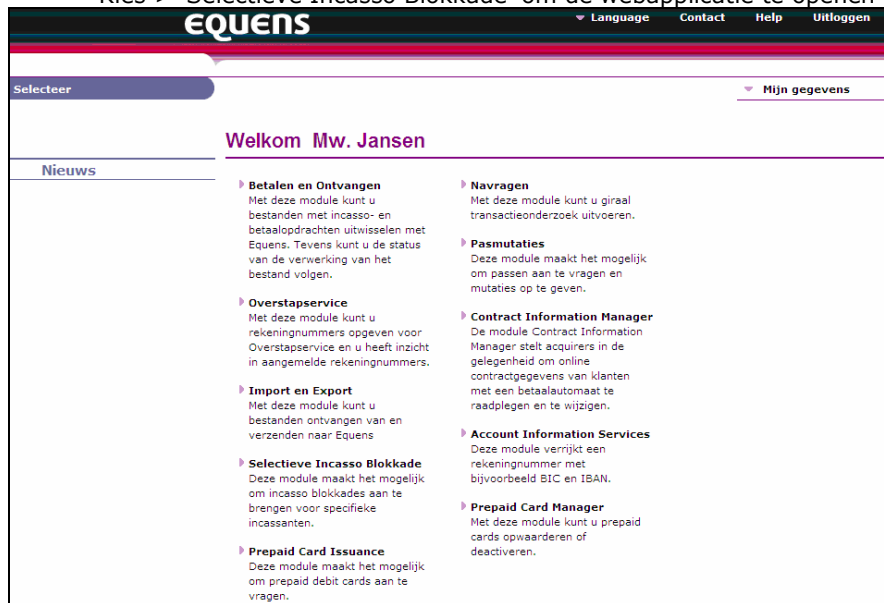 Kies > 'Selectieve Incasso Blokkade' om de webapplicatie te openen
EQUENS
Language Contact Help Uitloggen
Selecteer
Mijn gegevens
Welkom Mw. Jansen
Nieuws
Betalen en Ontvangen
Met deze module kunt u
bestanden met incasso- en
betaalopdrachten uitwisselen met
Equens. Tevens kunt u de status
van de verwerking van het
bestand volgen.
Overstapservice
Met deze module kunt u
rekeningnummers opgeven voor
Overstapservice en u heeft inzicht
in aangemelde rekeningnummers.
Import en Export
Met deze module kunt u
bestanden ontvangen van en
verzenden naar Equens
Selectieve Incasso Blokkade
Deze module maakt het mogelijk
om incasso blokkades aan te
brengen voor specifieke
incassanten.
Prepaid Card Issuance
Deze module maakt het mogelijk
om prepaid debit cards aan te
vragen.
Navragen
Met deze module kunt u giraal
transactieonderzoek uitvoeren.
Pasmutaties
Deze module maakt het mogelijk
om passen aan te vragen en
mutaties op te geven.
Contract Information Manager
De module Contract Information
Manager stelt acquirers in de
gelegenheid om online
contractgegevens van klanten
met een betaalautomaat te
raadplegen en te wijzigen.
Account Information Services
Deze module verrijkt een
rekeningnummer met
bijvoorbeeld BIC en IBAN.
Prepaid Card Manager
Met deze module kunt u prepaid
cards opwaarderen of
deactiveren.